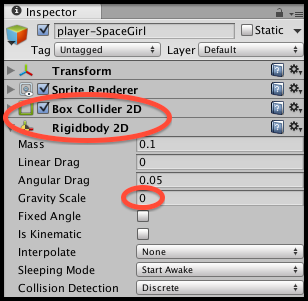 Inspector
player-SpaceGirl Static
Tag Untagged Layer Default
Transform
Sprite Renderer
Box Collider 2D
Rigidbody 2D
Mass 0.1
Linear Drag 0
Angular Drag 0.05
Gravity Scale 0
Fixed Angle
Is Kinematic
Interpolate None
Sleeping Mode Start Awake
Collision Detection Discrete